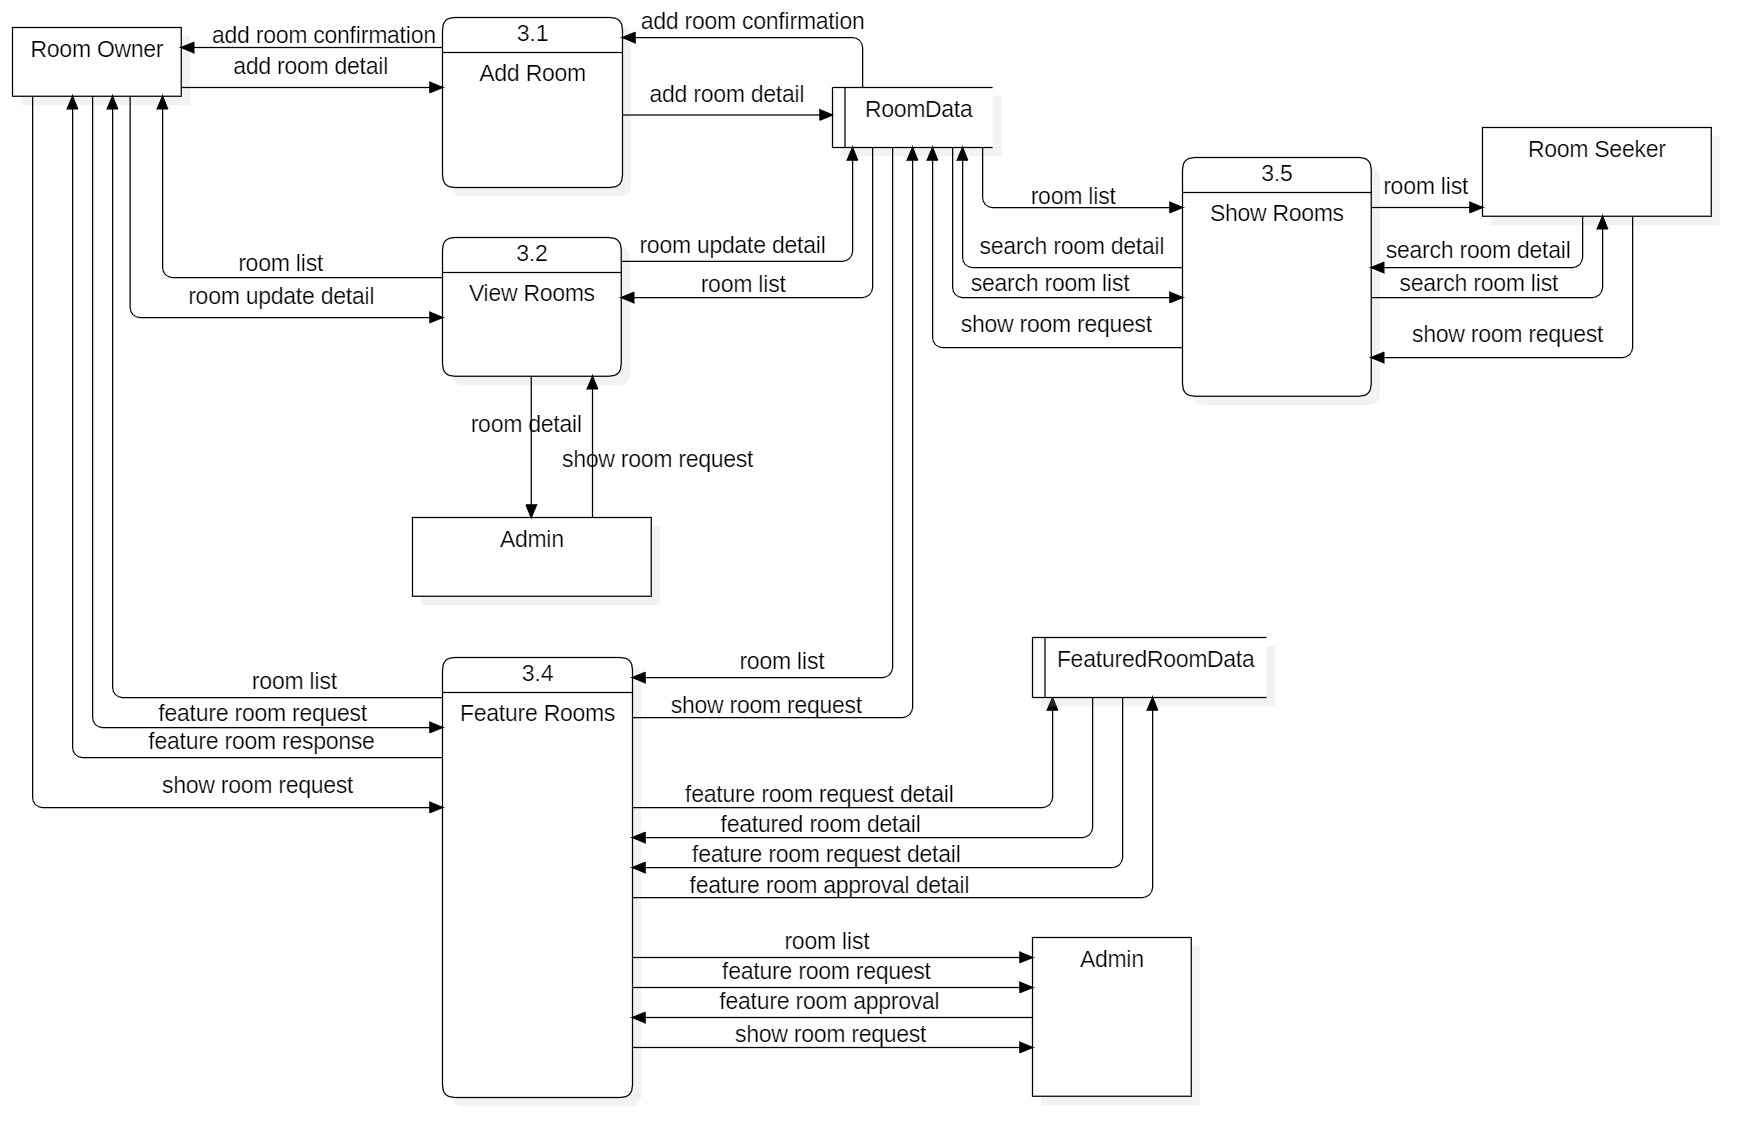 Room Owner
add room confirmation
add room detail
3.1
Add Room
add room confirmation
add room detail
RoomData
Room Seeker
3.5
Show Rooms
room list
room list
search room detail
search room list
show room request
search room detail
search room list
show room request
3.2
View Rooms
room list
room update detail
room update detail
room list
room detail
show room request
Admin
3.4
Feature Rooms
room list
feature room request
feature room response
show room request
room list
show room request
FeaturedRoomData
feature room request detail
featured room detail
feature room request detail
feature room approval detail
room list
feature room request
feature room approval
show room request
Admin